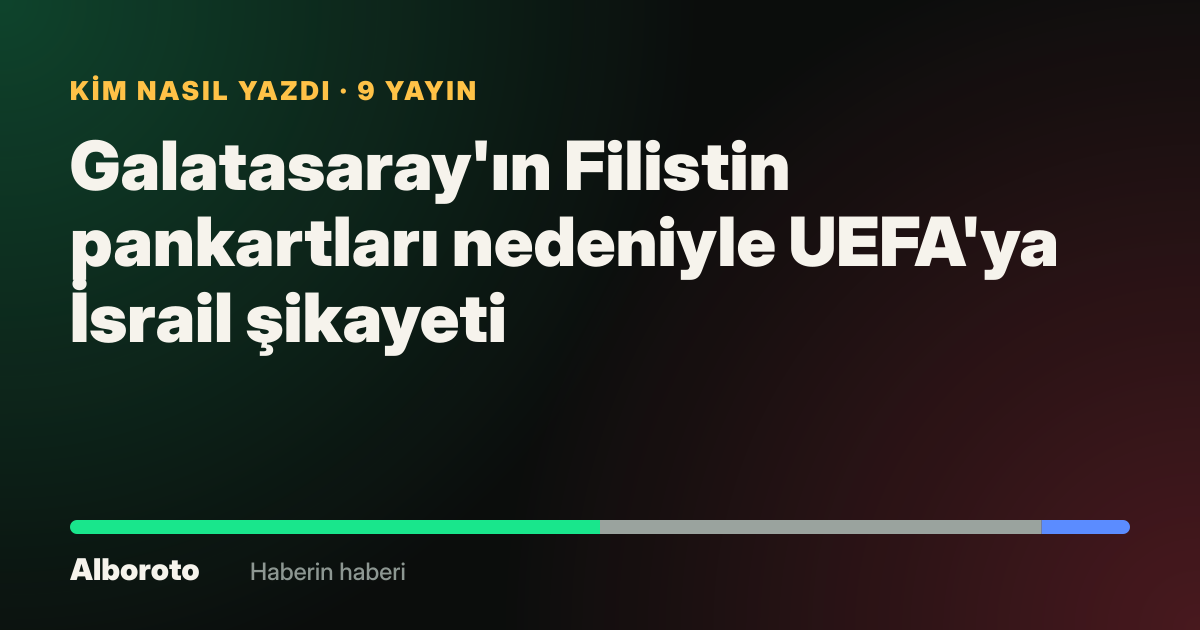 KİM NASIL YAZDI · 9 YAYIN
Galatasaray'ın Filistin
pankartları nedeniyle UEFA'ya
İsrail şikayeti
Alboroto
Haberin haberi